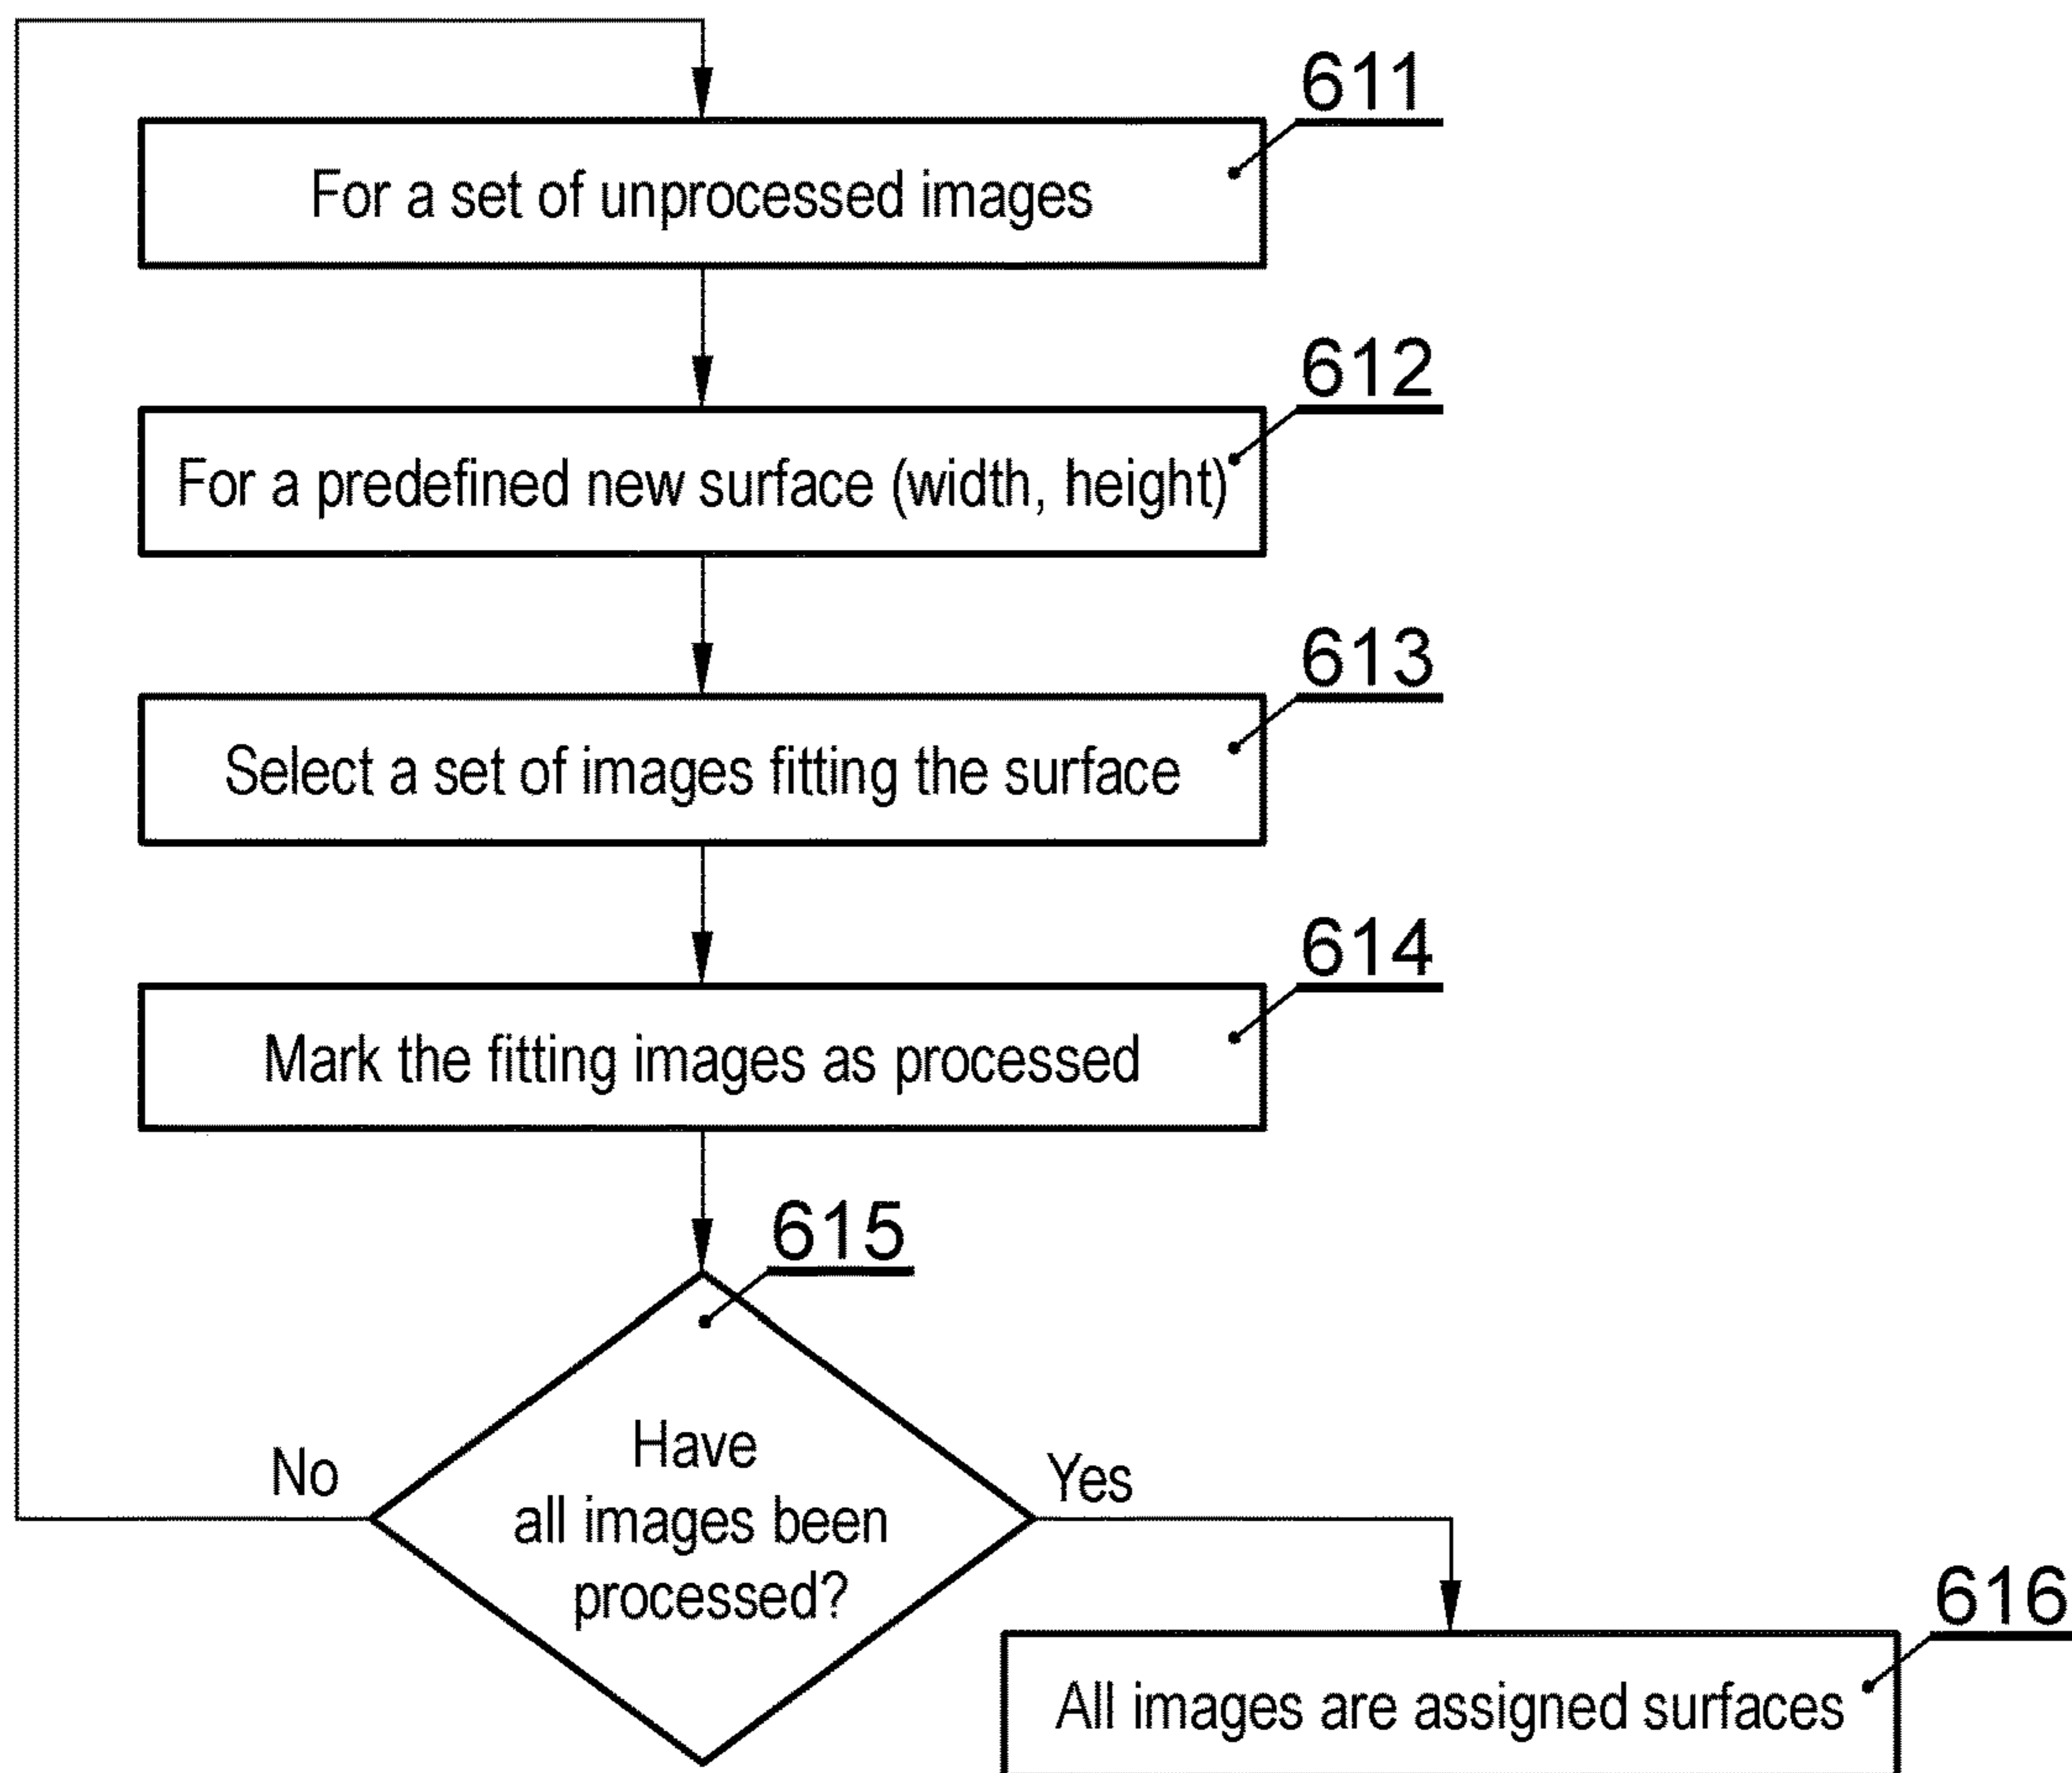 611
For a set of unprocessed images
612
For a predefined new surface (width, height)
613
Select a set of images fitting the surface
614
Mark the fitting images as processed
615
Have
all images been
processed?
No
Yes
616
All images are assigned surfaces